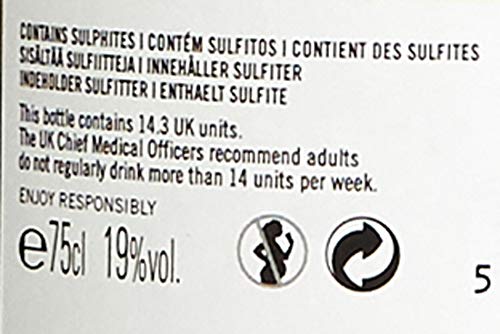 CONTAINS SULPHITES I CONTÉM SULFITOS I CONTIENT DES SULFITES
SISÄLTÄÄ SULFIITTEJA I INNEHÅLLER SULFITER
INDEHOLDER SULFITTER I ENTHAELT SULFITE
This bottle contains 14.3 UK units.
The UK Chief Medical Officers recommend adults
do not regularly drink more than 14 units per week.
ENJOY RESPONSIBLY
℮75cl 19%vol.
5